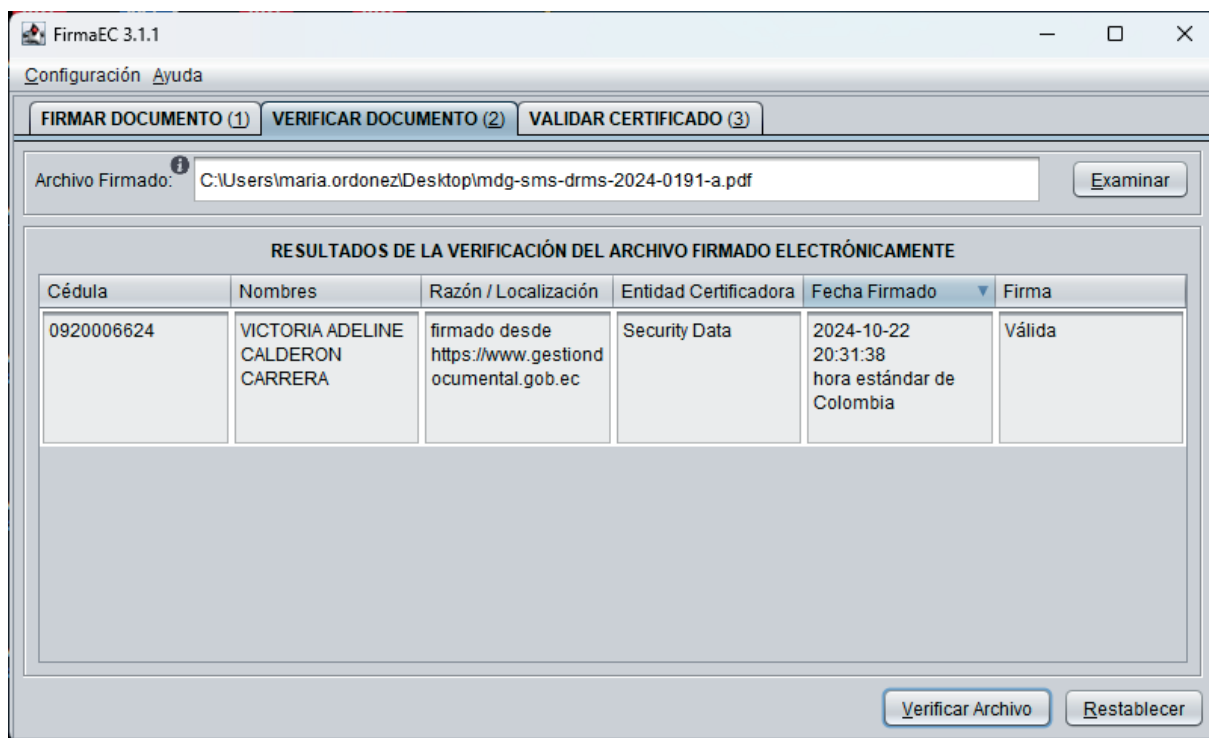 FirmaEC 3.1.1
Configuración Ayuda
FIRMAR DOCUMENTO (1) VERIFICAR DOCUMENTO (2) VALIDAR CERTIFICADO (3)
Archivo Firmado: C:\Users\maria.ordonez\Desktop\mdg-sms-drms-2024-0191-a.pdf Examinar
RESULTADOS DE LA VERIFICACIÓN DEL ARCHIVO FIRMADO ELECTRÓNICAMENTE
Cédula Nombres Razón / Localización Entidad Certificadora Fecha Firmado Firma
0920006624 VICTORIA ADELINE firmado desde Security Data 2024-10-22 Válida
CALDERON https://www.gestiond 20:31:38
CARRERA ocumental.gob.ec hora estándar de
Colombia
Verificar Archivo Restablecer